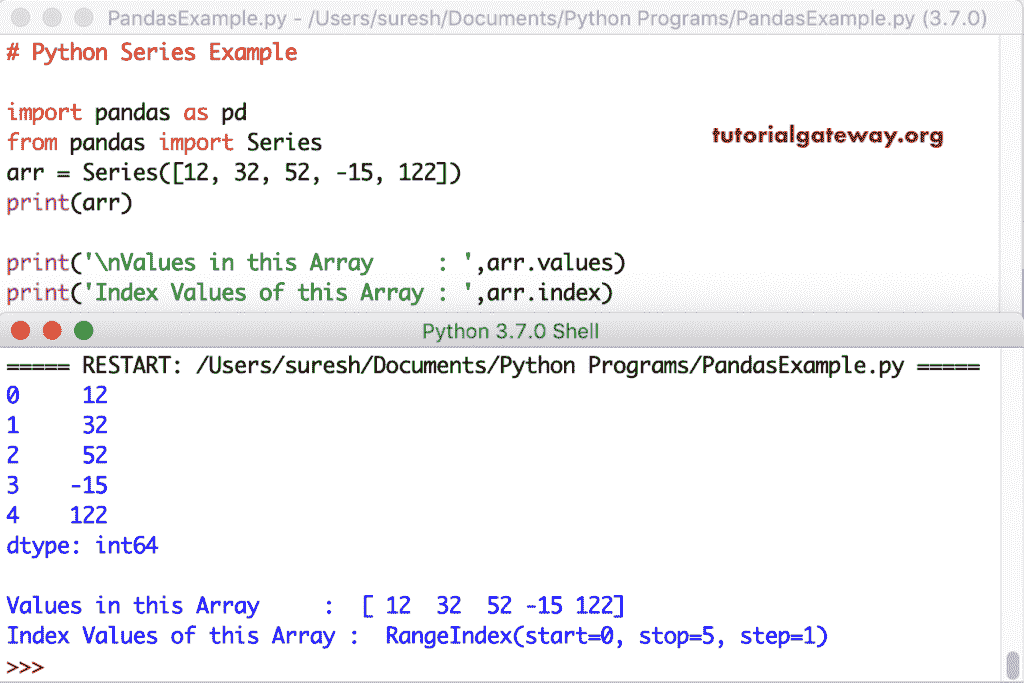 PandasExample.py - /Users/suresh/Documents/Python Programs/PandasExample.py (3.7.0)
# Python Series Example
import pandas as pd
from pandas import Series
tutorialgateway.org
arr = Series([12, 32, 52, -15, 122])
print(arr)
print('\nValues in this Array     : ',arr.values)
print('Index Values of this Array : ',arr.index)
Python 3.7.0 Shell
===== RESTART: /Users/suresh/Documents/Python Programs/PandasExample.py =====
0     12
1     32
2     52
3    -15
4    122
dtype: int64
Values in this Array     :  [ 12  32  52 -15 122]
Index Values of this Array :  RangeIndex(start=0, stop=5, step=1)
>>>